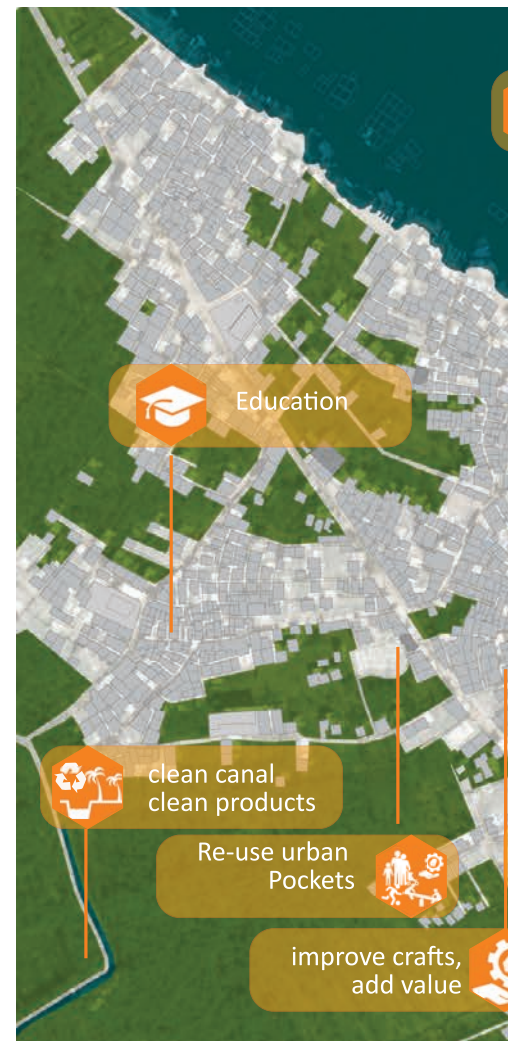 Education
clean canal
clean products
Re-use urban
Pockets
improve crafts,
add value